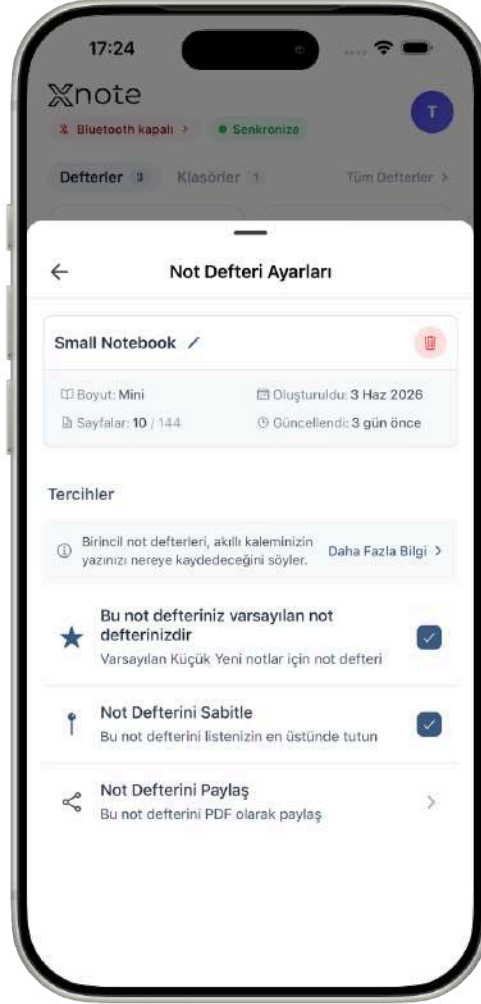 17:24
Xnote
Bluetooth kapalı >
Senkronize
T
Defterler 3
Klasörler 1
Tüm Defterler >
Not Defteri Ayarları
Small Notebook
Boyut: Mini
Oluşturuldu: 3 Haz 2026
Sayfalar: 10 / 144
Güncellendi: 3 gün önce
Tercihler
Birincil not defterleri, akıllı kaleminizin
yazınızı nereye kaydedeceğini söyler.
Daha Fazla Bilgi >
Bu not defteriniz varsayılan not
defterinizdir
Varsayılan Küçük Yeni notlar için not defteri
Not Defterini Sabitle
Bu not defterini listenizin en üstünde tutun
Not Defterini Paylaş
Bu not defterini PDF olarak paylaş